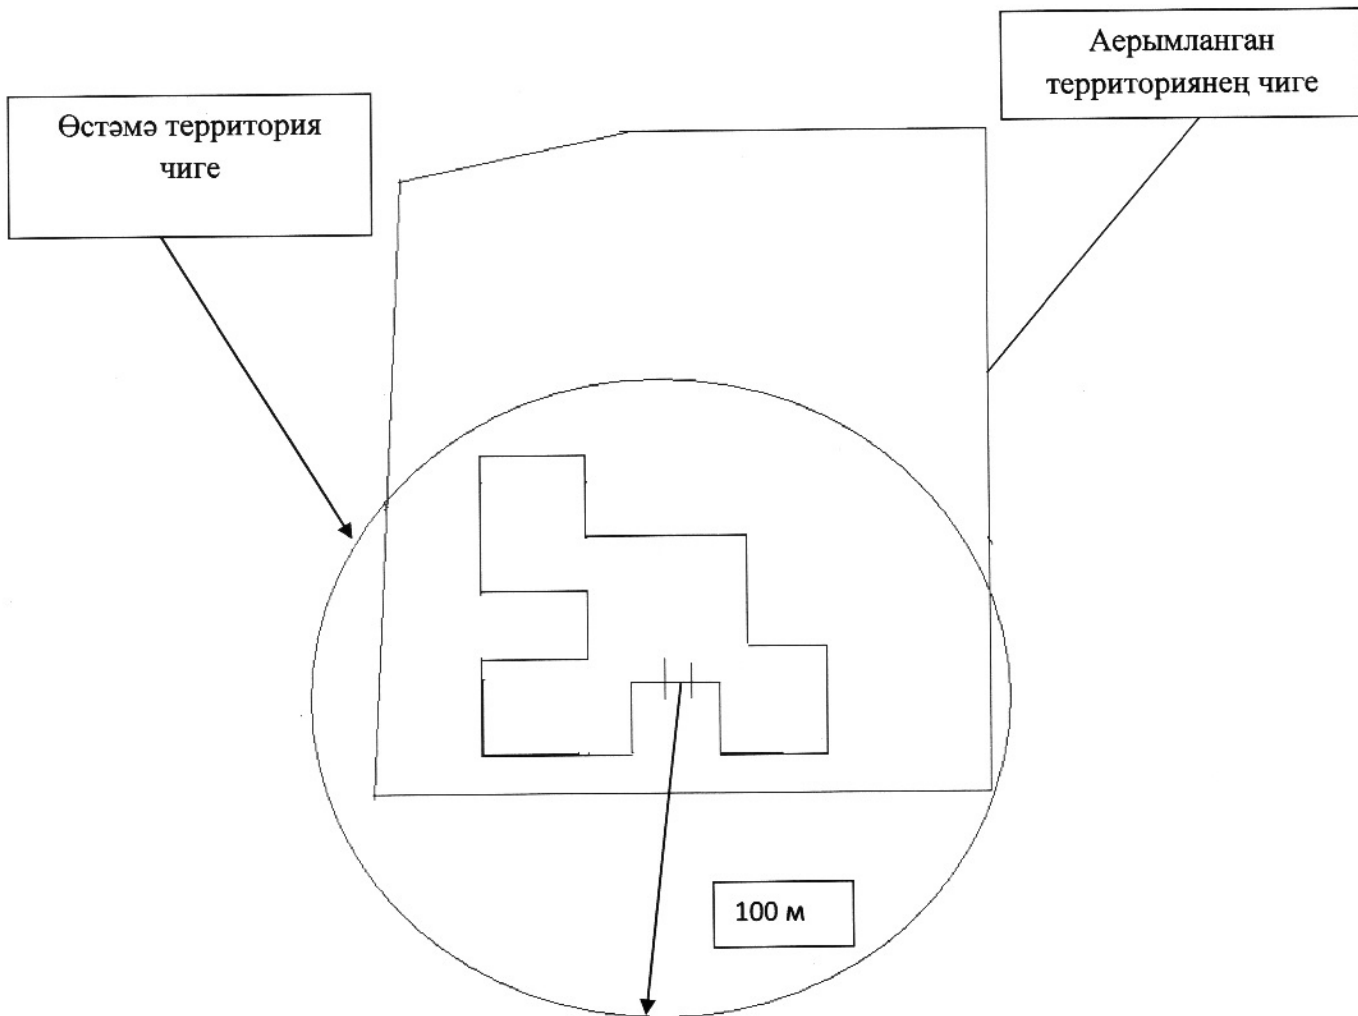 Өстәмә территория
чиге
Аерымланган
территориянең чиге
100 м